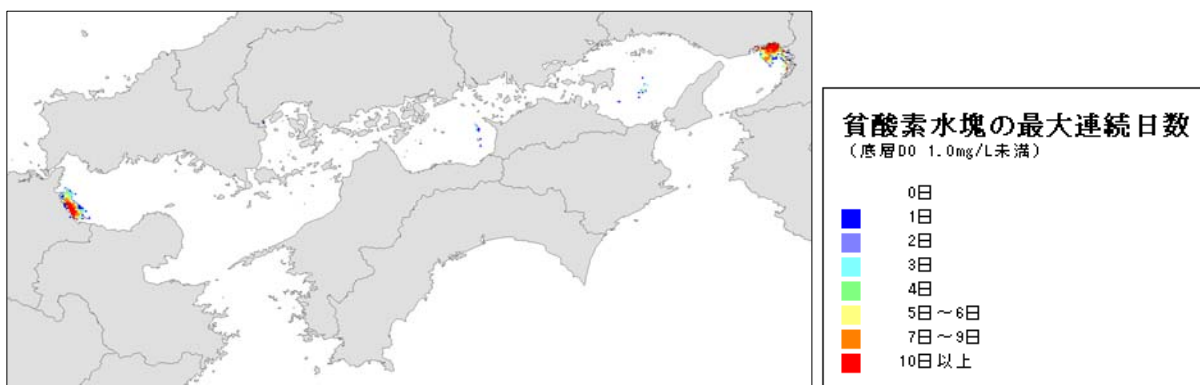 貧酸素水塊の最大連続日数
(底層DO 1.0mg/L未満)
0日
1日
2日
3日
4日
5日～6日
7日～9日
10日以上